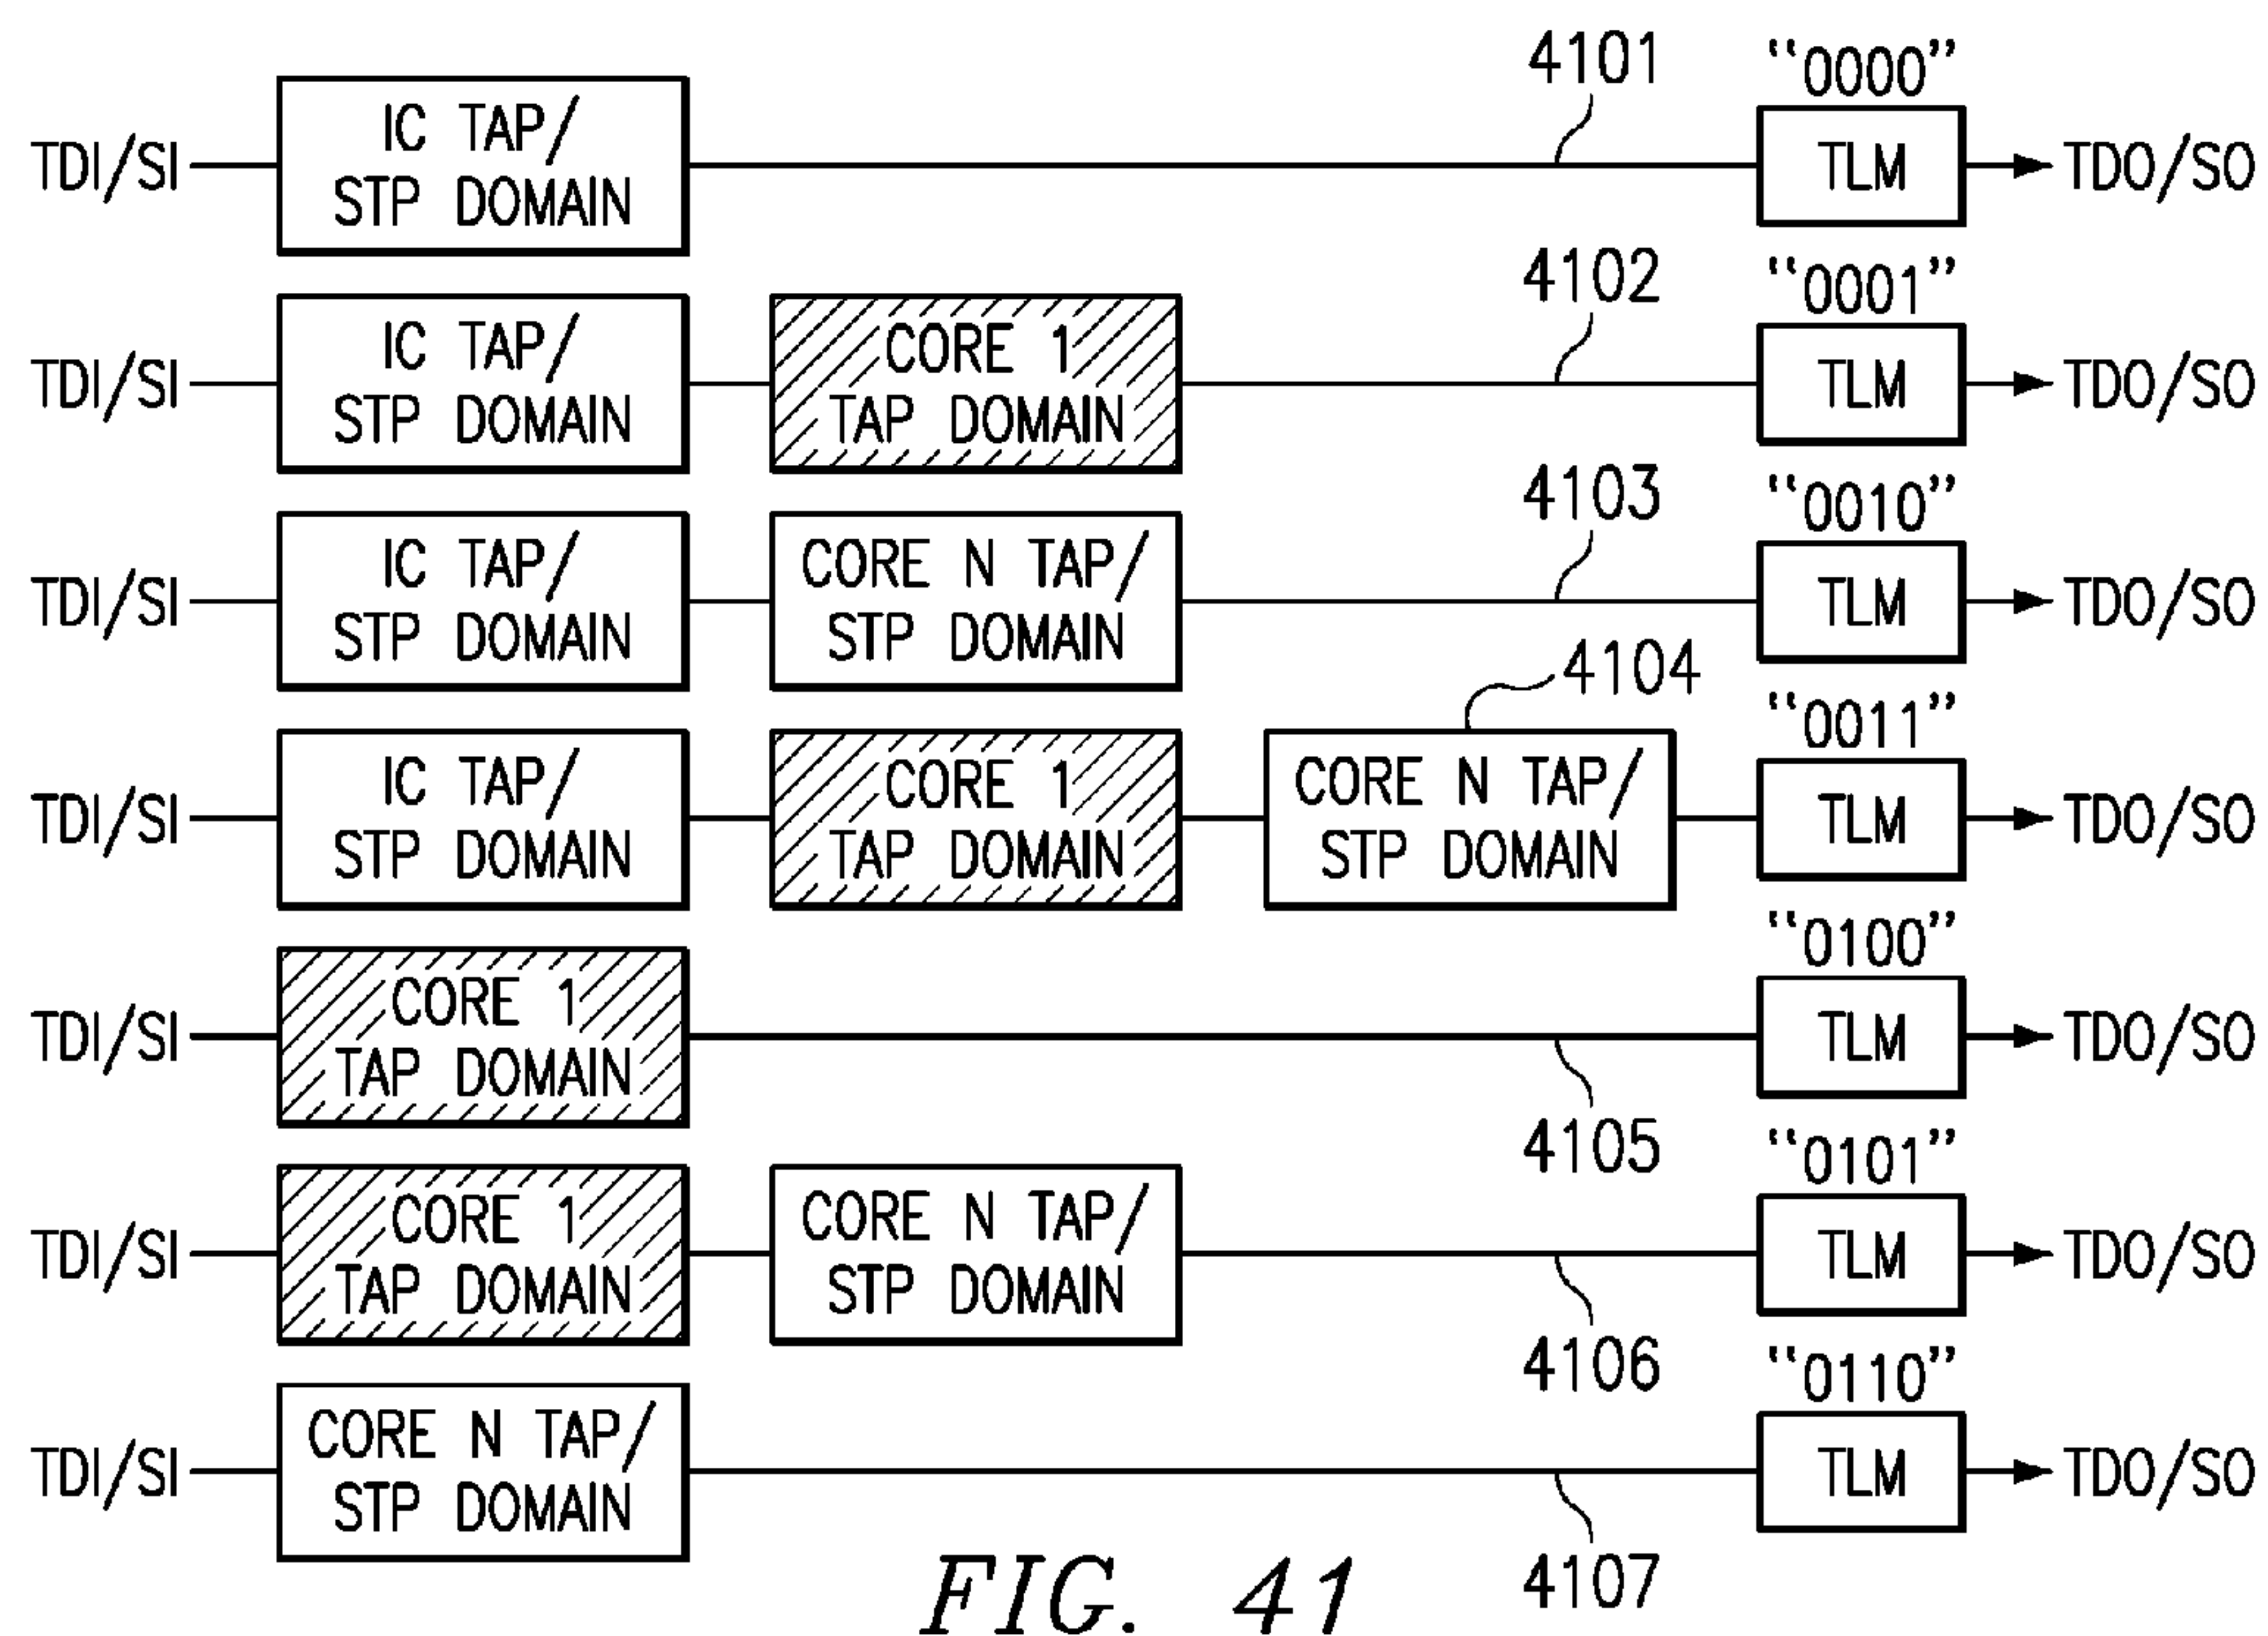 4101 "0000"
TDI/SI IC TAP/ STP DOMAIN TLM TDO/SO
4102 "0001"
TDI/SI IC TAP/ STP DOMAIN CORE 1 TAP DOMAIN TLM TDO/SO
4103 "0010"
TDI/SI IC TAP/ STP DOMAIN CORE N TAP/ STP DOMAIN TLM TDO/SO
4104 "0011"
TDI/SI IC TAP/ STP DOMAIN CORE 1 TAP DOMAIN CORE N TAP/ STP DOMAIN TLM TDO/SO
"0100"
TDI/SI CORE 1 TAP DOMAIN TLM TDO/SO
4105 "0101"
TDI/SI CORE 1 TAP DOMAIN CORE N TAP/ STP DOMAIN TLM TDO/SO
4106 "0110"
TDI/SI CORE N TAP/ STP DOMAIN TLM TDO/SO
4107
FIG. 41